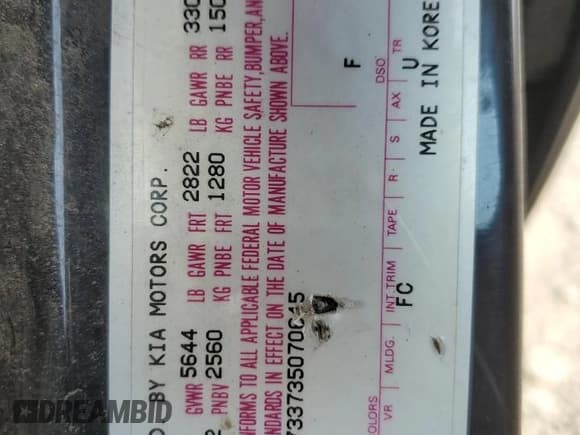 D BY KIA MOTORS CORP.
GVWR 5644 LB GAWR FRT 2822 LB GAWR RR 330
2 PNBV 2560 KG PNBE FRT 1280 KG PNBE RR 150
NFORMS TO ALL APPLICABLE FEDERAL MOTOR VEHICLE SAFETY, BUMPER, AN
NDARDS IN EFFECT ON THE DATE OF MANUFACTURE SHOWN ABOVE.
733735070645
F
DSO
OLORS
VR MLDG. INT. TRIM TAPE R S AX TR
FC U
MADE IN KORE
DREAMBID